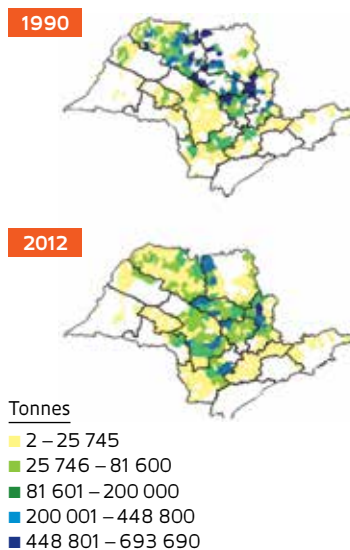 1990
2012
Tonnes
2 – 25 745
25 746 – 81 600
81 601 – 200 000
200 001 – 448 800
448 801 – 693 690